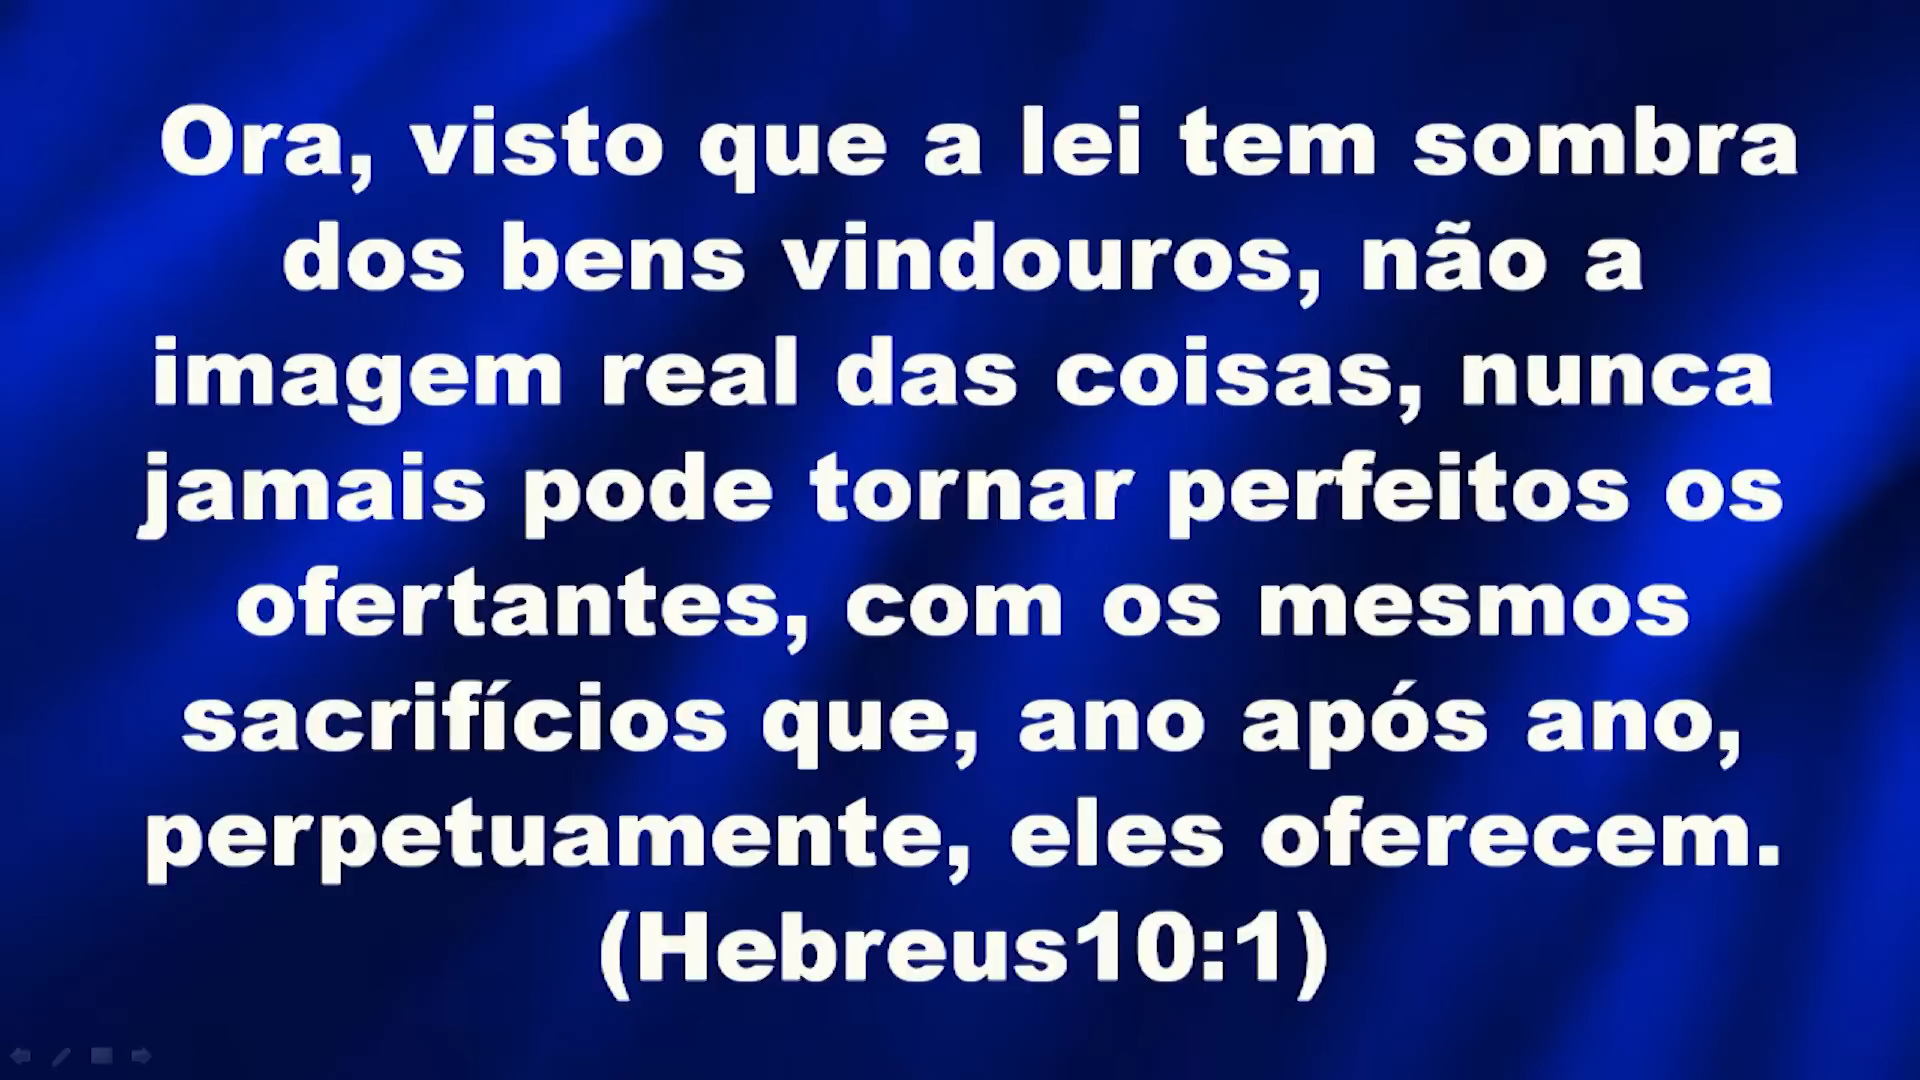 Ora, visto que a lei tem sombra
dos bens vindouros, não a
imagem real das coisas, nunca
jamais pode tornar perfeitos os
ofertantes, com os mesmos
sacrifícios que, ano após ano,
perpetuamente, eles oferecem.
(Hebreus10:1)